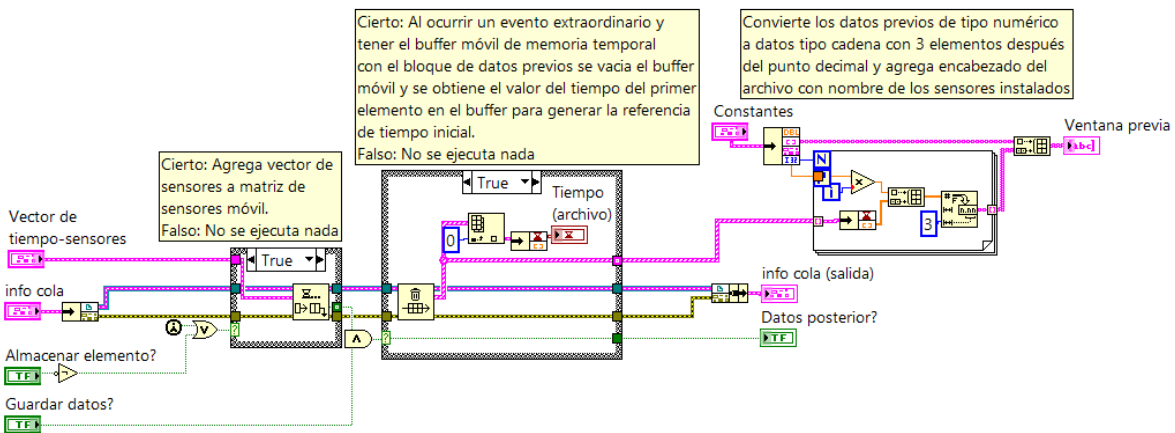 Cierto: Al ocurrir un evento extraordinario y
tener el buffer móvil de memoria temporal
con el bloque de datos previos se vacia el buffer
móvil y se obtiene el valor del tiempo del primer
elemento en el buffer para generar la referencia
de tiempo inicial.
Falso: No se ejecuta nada
Convierte los datos previos de tipo numérico
a datos tipo cadena con 3 elementos después
del punto decimal y agrega encabezado del
archivo con nombre de los sensores instalados
Constantes
DBL
I32
N
i
3
Ventana previa
abc
Cierto: Agrega vector de
sensores a matriz de
sensores móvil.
Falso: No se ejecuta nada
True
Tiempo
(archivo)
0
Vector de
tiempo-sensores
True
info cola
info cola (salida)
Datos posterior?
TF
Almacenar elemento?
TF
Guardar datos?
TF